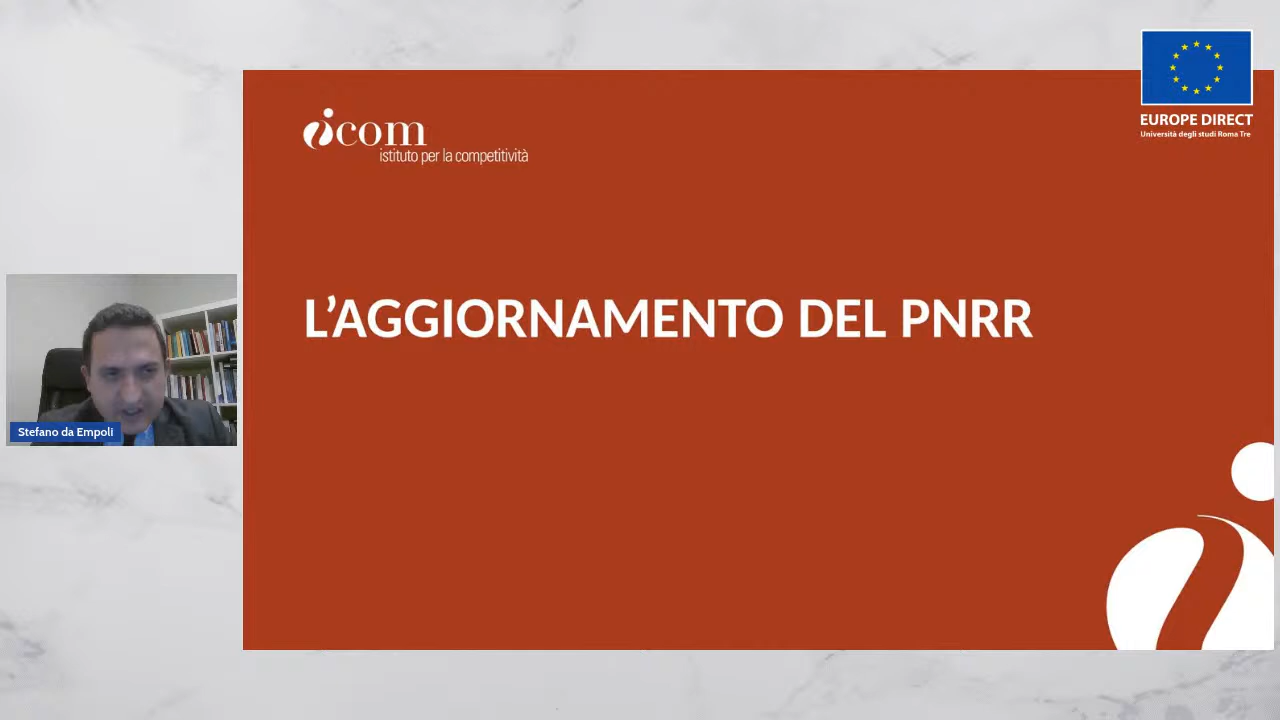 icom
istituto per la competitività
EUROPE DIRECT
Università degli studi Roma Tre
L'AGGIORNAMENTO DEL PNRR
Stefano da Empoli